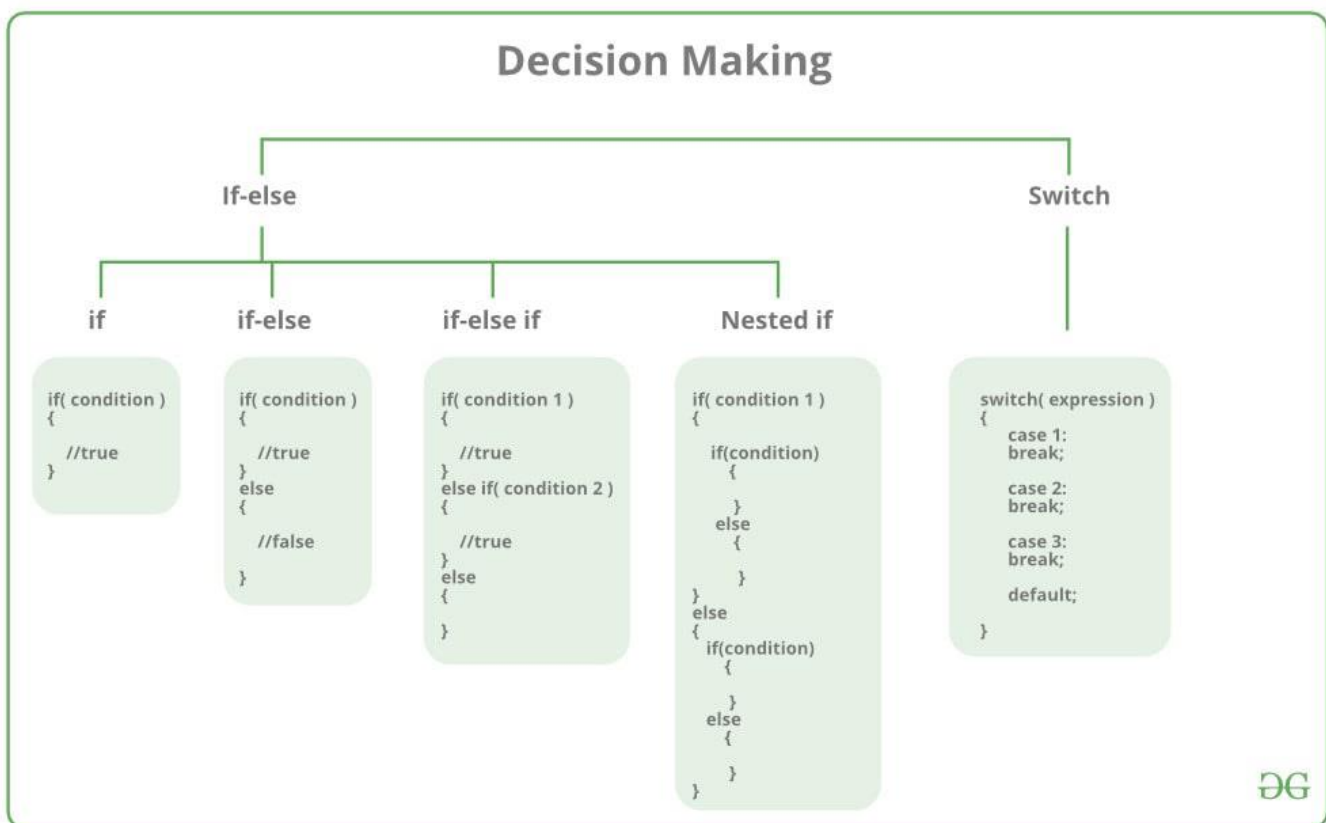 Decision Making
If-else
Switch
if
if-else
if-else if
Nested if
if( condition )
{
//true
}
if( condition )
{
//true
}
else
{
//false
}
if( condition 1 )
{
//true
}
else if( condition 2 )
{
//true
}
else
{
}
if( condition 1 )
{
if(condition)
{
}
else
{
}
}
else
{
if(condition)
{
}
else
{
}
}
switch( expression )
{
case 1:
break;
case 2:
break;
case 3:
break;
default;
}